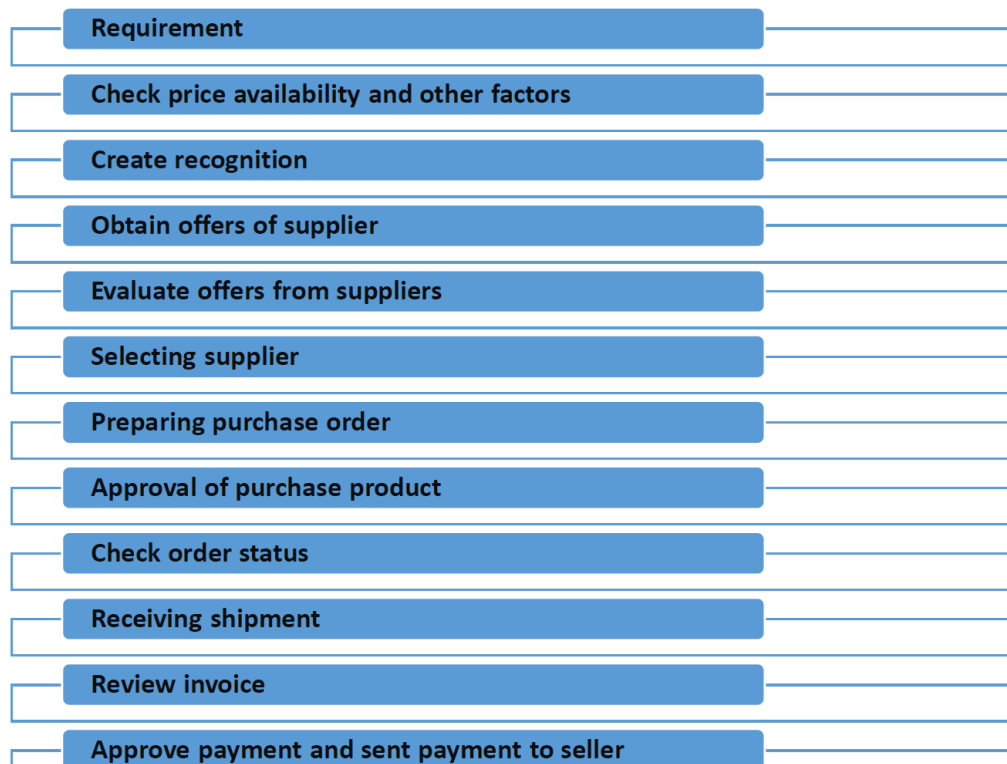 Requirement
Check price availability and other factors
Create recognition
Obtain offers of supplier
Evaluate offers from suppliers
Selecting supplier
Preparing purchase order
Approval of purchase product
Check order status
Receiving shipment
Review invoice
Approve payment and sent payment to seller